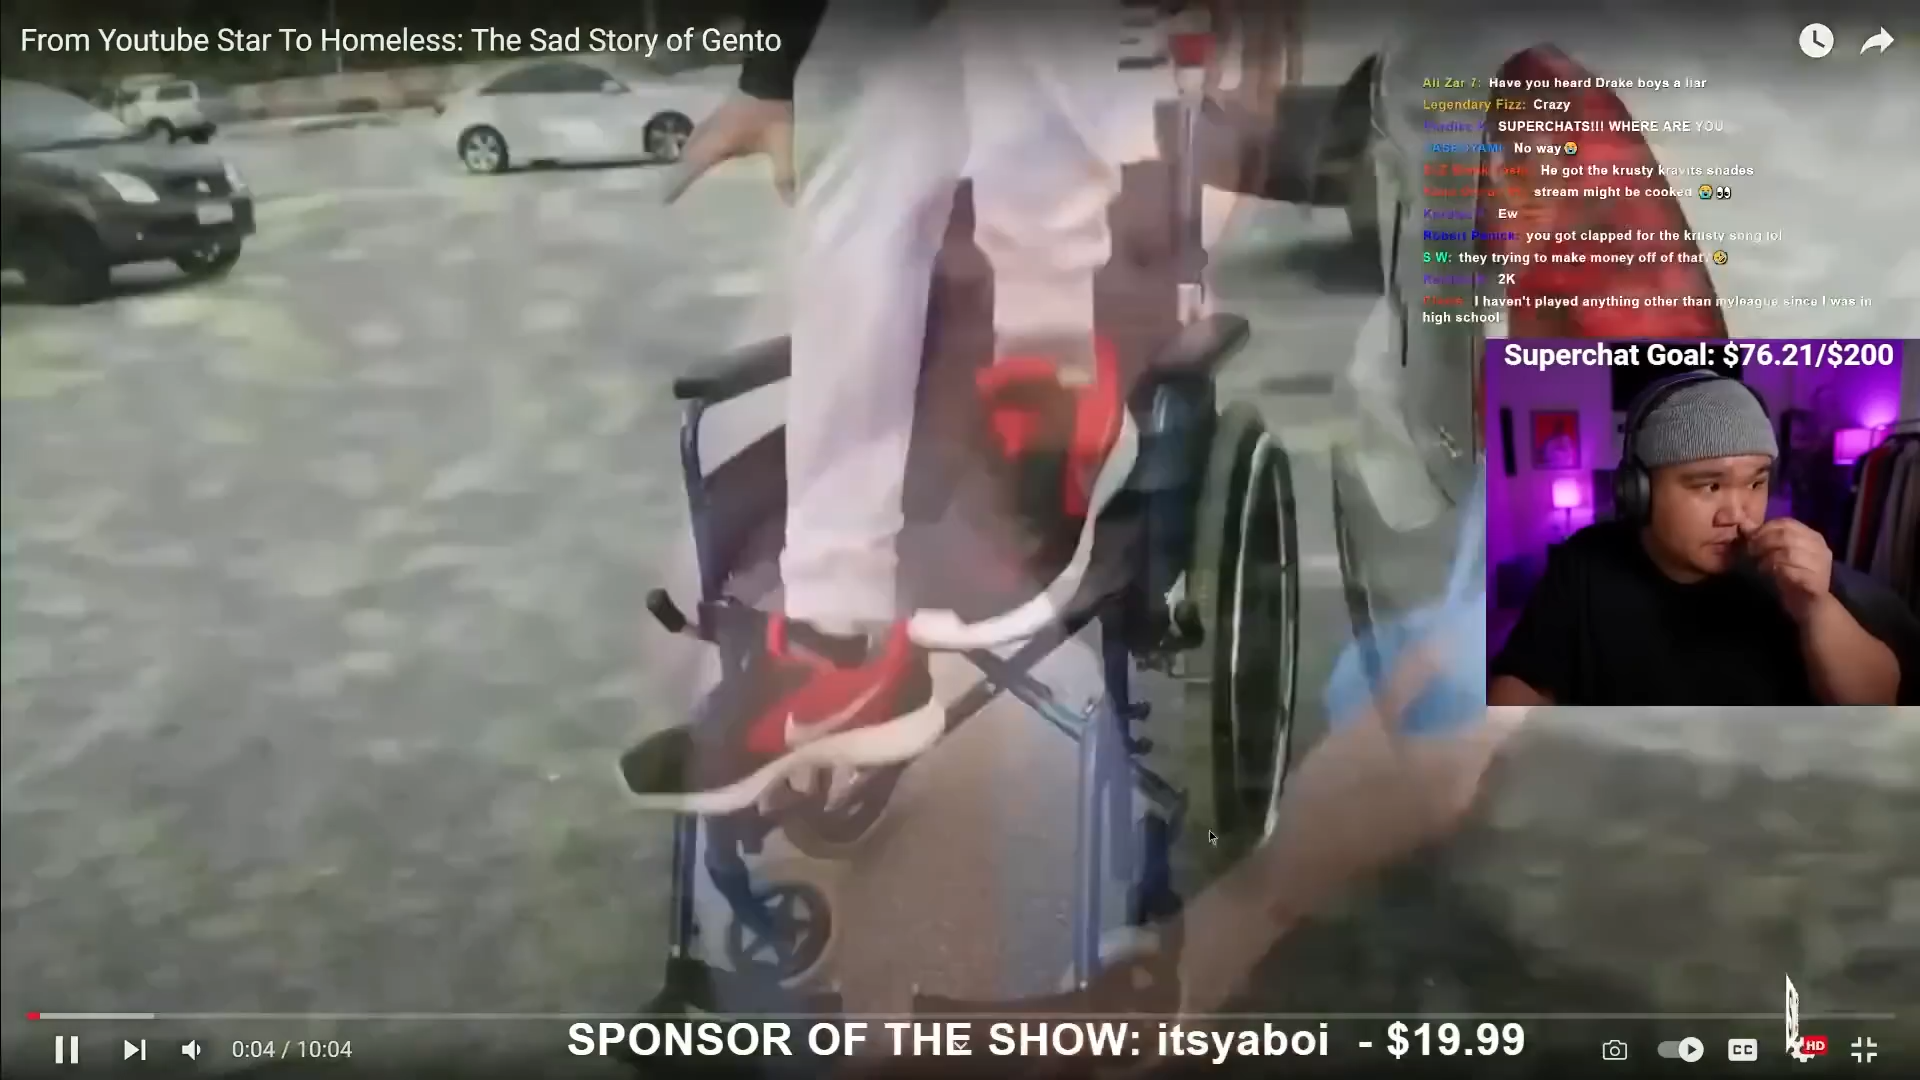 From Youtube Star To Homeless: The Sad Story of Gento
Ali Zar 7: Have you heard Drake boys a liar
Legendary Fizz: Crazy
SUPERCHATS!!! WHERE ARE YOU
No way😭
He got the krusty kravits shades
stream might be cooked 😭👀
Ew
Robert Penick: you got clapped for the krusty song lol
S W: they trying to make money off of that 🤣
2K
I haven't played anything other than myleague since I was in
high school
Superchat Goal: $76.21/$200
0:04 / 10:04
SPONSOR OF THE SHOW: itsyaboi - $19.99
CC
HD